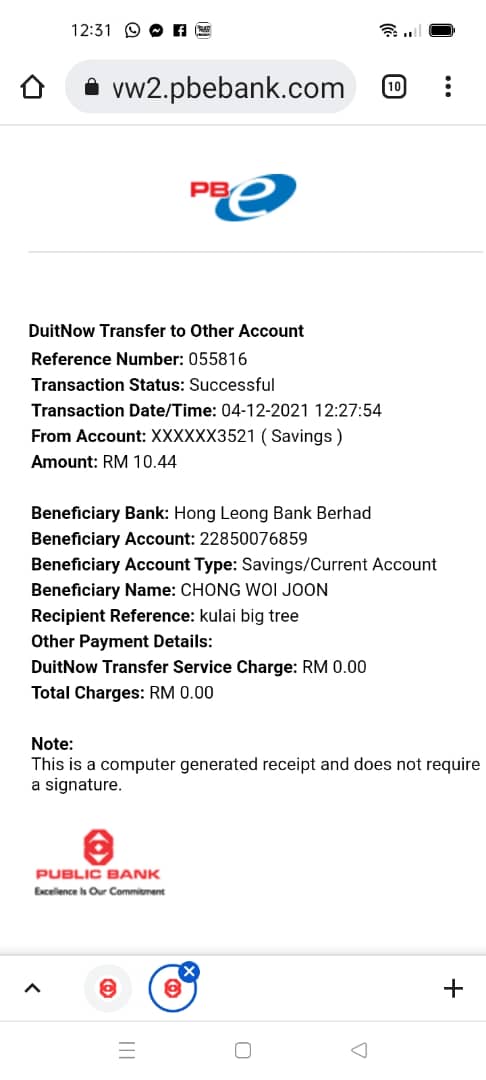 12:31
vw2.pbebank.com
10
PBe
DuitNow Transfer to Other Account
Reference Number: 055816
Transaction Status: Successful
Transaction Date/Time: 04-12-2021 12:27:54
From Account: XXXXXX3521 ( Savings )
Amount: RM 10.44
Beneficiary Bank: Hong Leong Bank Berhad
Beneficiary Account: 22850076859
Beneficiary Account Type: Savings/Current Account
Beneficiary Name: CHONG WOI JOON
Recipient Reference: kulai big tree
Other Payment Details:
DuitNow Transfer Service Charge: RM 0.00
Total Charges: RM 0.00
Note:
This is a computer generated receipt and does not require
a signature.
PUBLIC BANK
Excellence Is Our Commitment